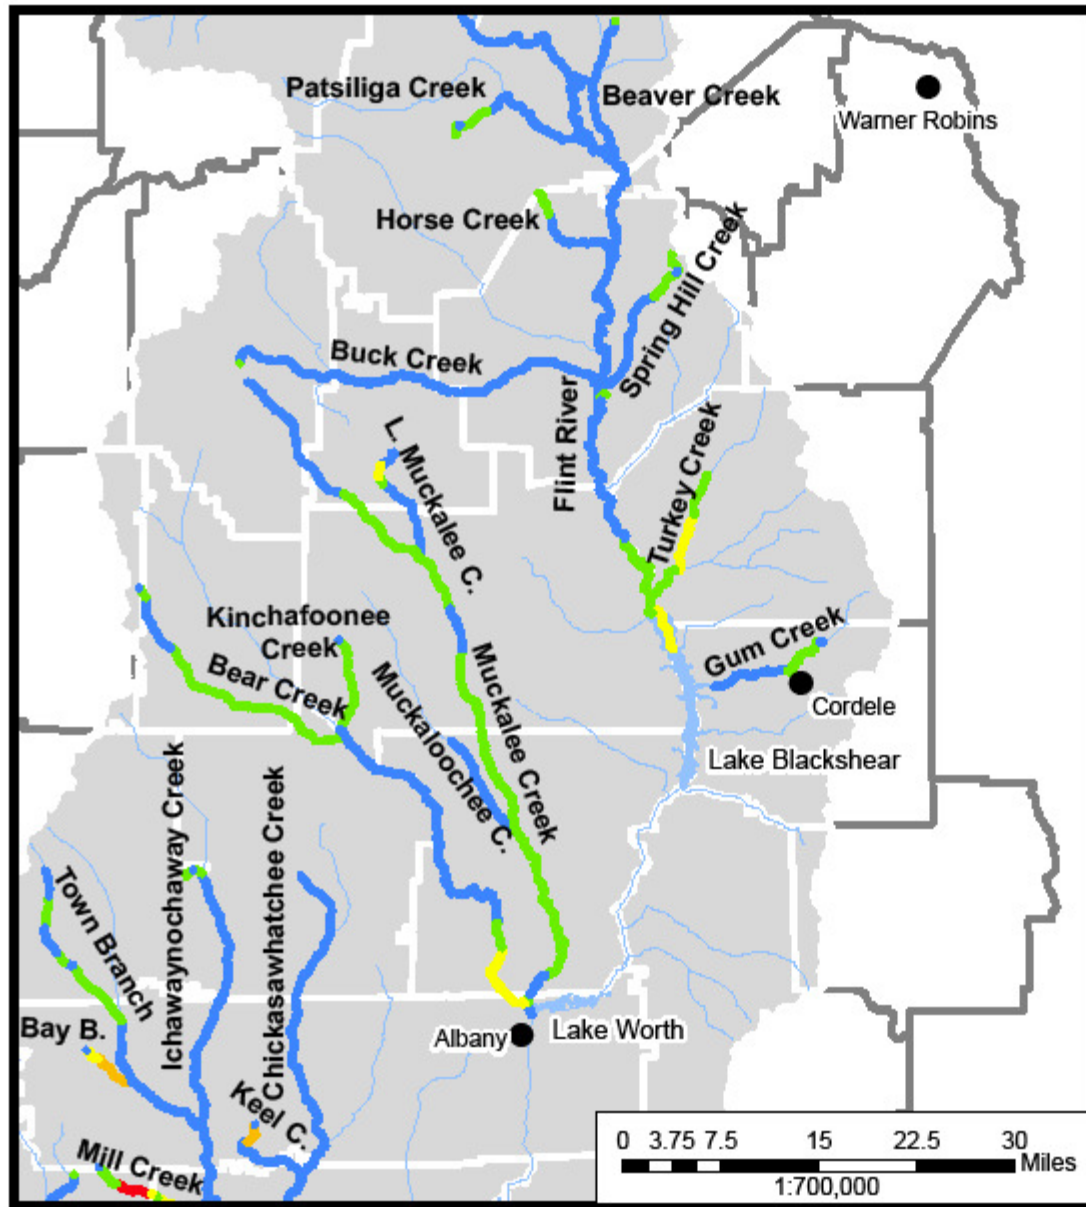 Patsiliga Creek
Beaver Creek
Warner Robins
Horse Creek
Spring Hill Creek
Buck Creek
Flint River
L. Muckalee C.
Turkey Creek
Kinchafoonee
Creek
Gum Creek
Bear Creek
Muckaloochee C.
Muckalee Creek
Cordele
Lake Blackshear
Ichawaynochaway Creek
Chickasawhatchee Creek
Town Branch
Bay B.
Albany
Lake Worth
Keel C.
Mill Creek
0 3.75 7.5 15 22.5 30
Miles
1:700,000